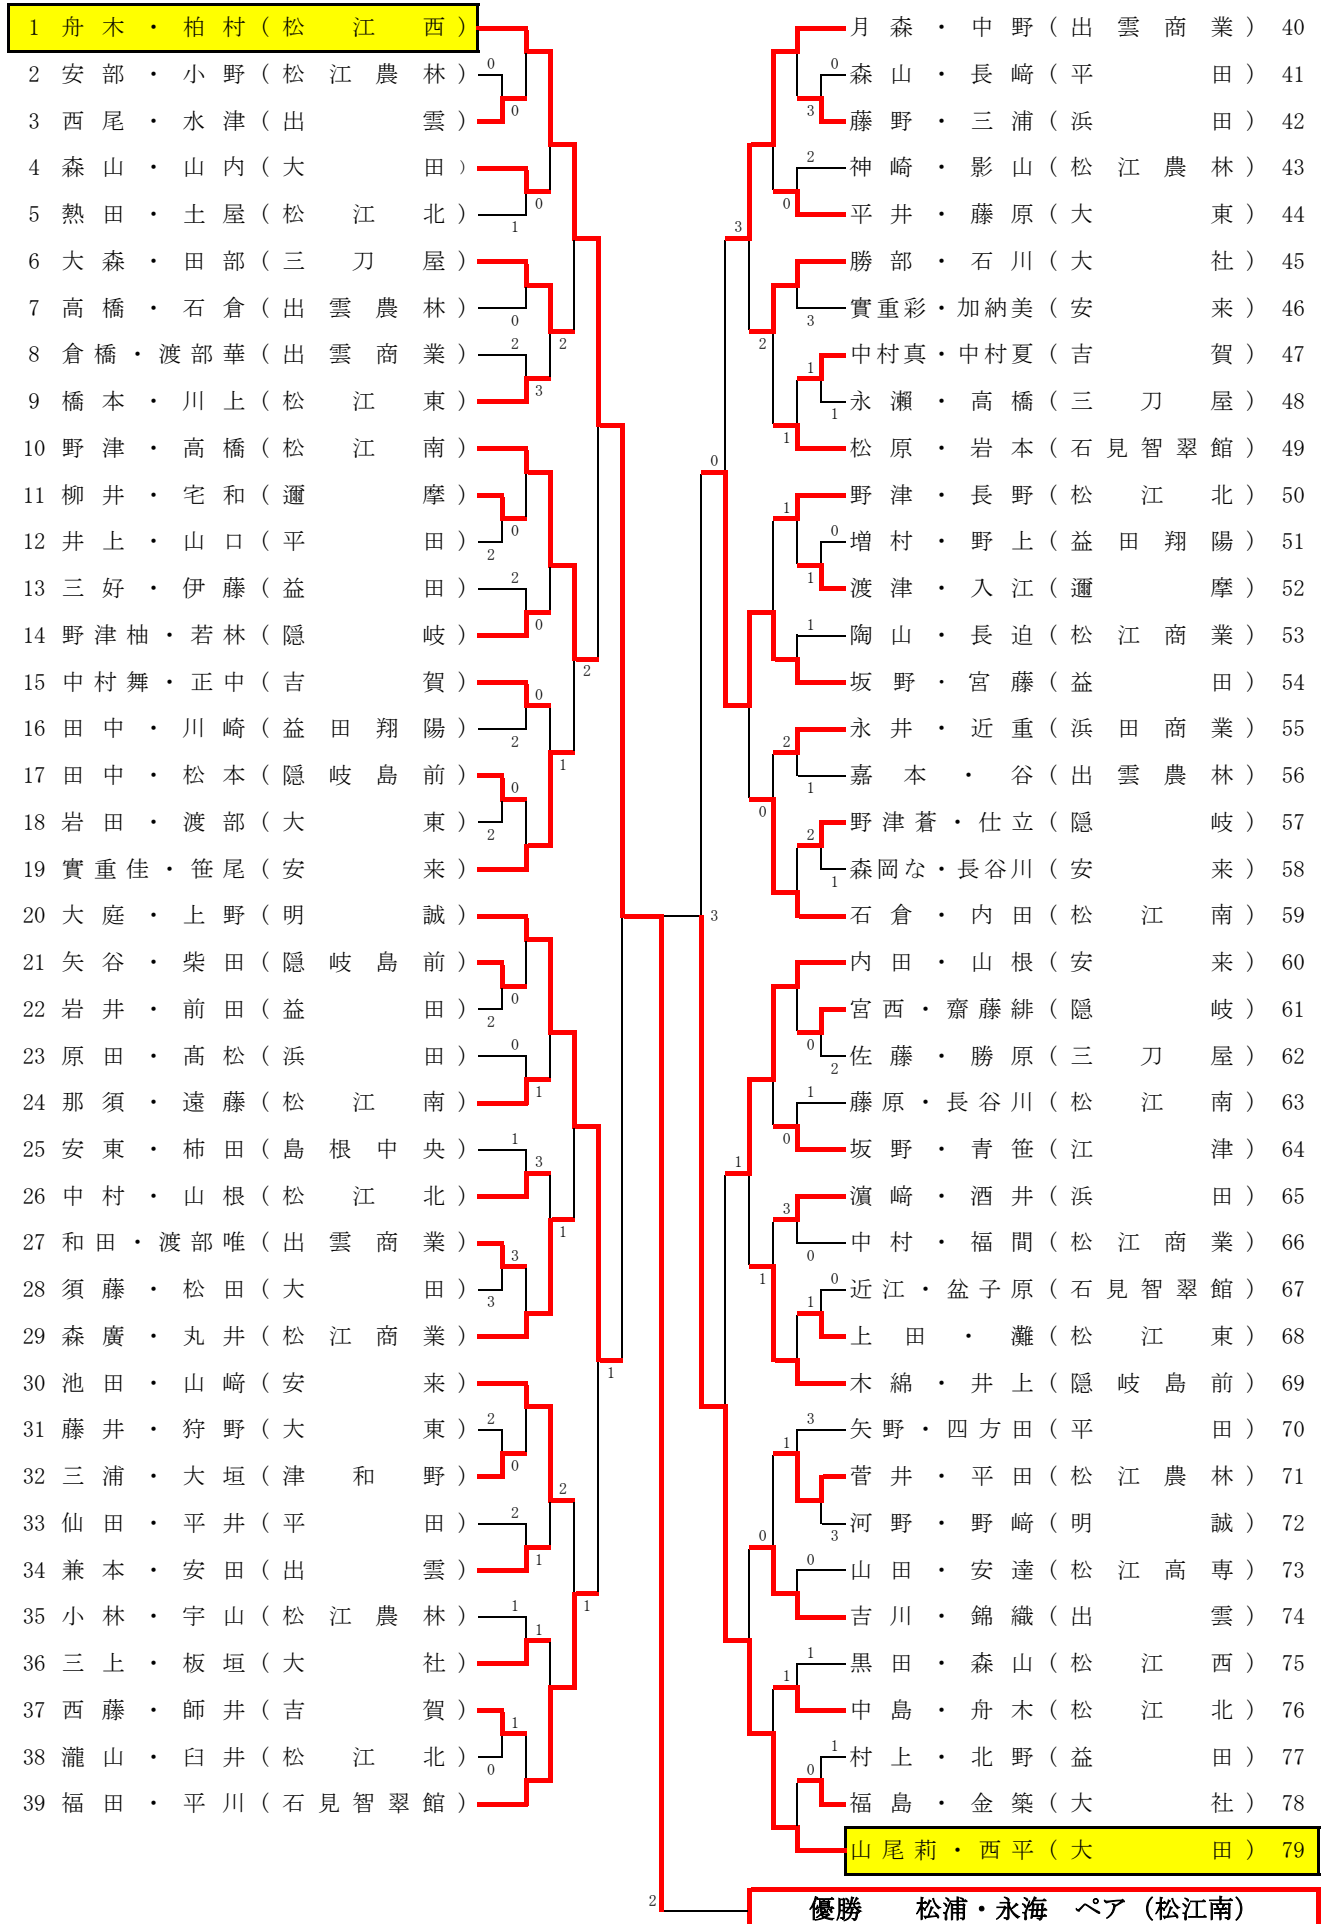 1 舟木・柏村(松江西)
2 安部・小野(松江農林)
3 西尾・水津(出雲)
4 森山・山内(大田)
5 熱田・土屋(松江北)
6 大森・田部(三刀屋)
7 高橋・石倉(出雲農林)
8 倉橋・渡部華(出雲商業)
9 橋本・川上(松江東)
10 野津・高橋(松江南)
11 柳井・宅和(邇摩)
12 井上・山口(平田)
13 三好・伊藤(益田)
14 野津柚・若林(隠岐)
15 中村舞・正中(吉賀)
16 田中・川崎(益田翔陽)
17 田中・松本(隠岐島前)
18 岩田・渡部(大東)
19 實重佳・笹尾(安来)
20 大庭・上野(明誠)
21 矢谷・柴田(隠岐島前)
22 岩井・前田(益田)
23 原田・髙松(浜田)
24 那須・遠藤(松江南)
25 安東・柿田(島根中央)
26 中村・山根(松江北)
27 和田・渡部唯(出雲商業)
28 須藤・松田(大田)
29 森廣・丸井(松江商業)
30 池田・山﨑(安来)
31 藤井・狩野(大東)
32 三浦・大垣(津和野)
33 仙田・平井(平田)
34 兼本・安田(出雲)
35 小林・宇山(松江農林)
36 三上・板垣(大社)
37 西藤・師井(吉賀)
38 瀧山・臼井(松江北)
39 福田・平川(石見智翠館)
月森・中野(出雲商業) 40
森山・長﨑(平田) 41
藤野・三浦(浜田) 42
神崎・影山(松江農林) 43
平井・藤原(大東) 44
勝部・石川(大社) 45
實重彩・加納美(安来) 46
中村真・中村夏(吉賀) 47
永瀬・高橋(三刀屋) 48
松原・岩本(石見智翠館) 49
野津・長野(松江北) 50
増村・野上(益田翔陽) 51
渡津・入江(邇摩) 52
陶山・長迫(松江商業) 53
坂野・宮藤(益田) 54
永井・近重(浜田商業) 55
嘉本・谷(出雲農林) 56
野津蒼・仕立(隠岐) 57
森岡な・長谷川(安来) 58
石倉・内田(松江南) 59
内田・山根(安来) 60
宮西・齋藤緋(隠岐) 61
佐藤・勝原(三刀屋) 62
藤原・長谷川(松江南) 63
坂野・青笹(江津) 64
濵﨑・酒井(浜田) 65
中村・福間(松江商業) 66
近江・盆子原(石見智翠館) 67
上田・灘(松江東) 68
木綿・井上(隠岐島前) 69
矢野・四方田(平田) 70
菅井・平田(松江農林) 71
河野・野﨑(明誠) 72
山田・安達(松江高専) 73
吉川・錦織(出雲) 74
黒田・森山(松江西) 75
中島・舟木(松江北) 76
村上・北野(益田) 77
福島・金築(大社) 78
山尾莉・西平(大田) 79
2
優勝 松浦・永海 ペア (松江南)